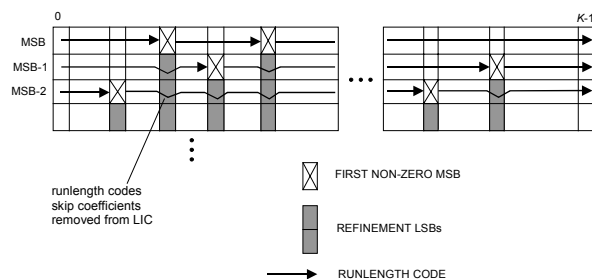 0
K-1
MSB
MSB-1
MSB-2
runlength codes
skip coefficients
removed from LIC
FIRST NON-ZERO MSB
REFINEMENT LSBs
RUNLENGTH CODE